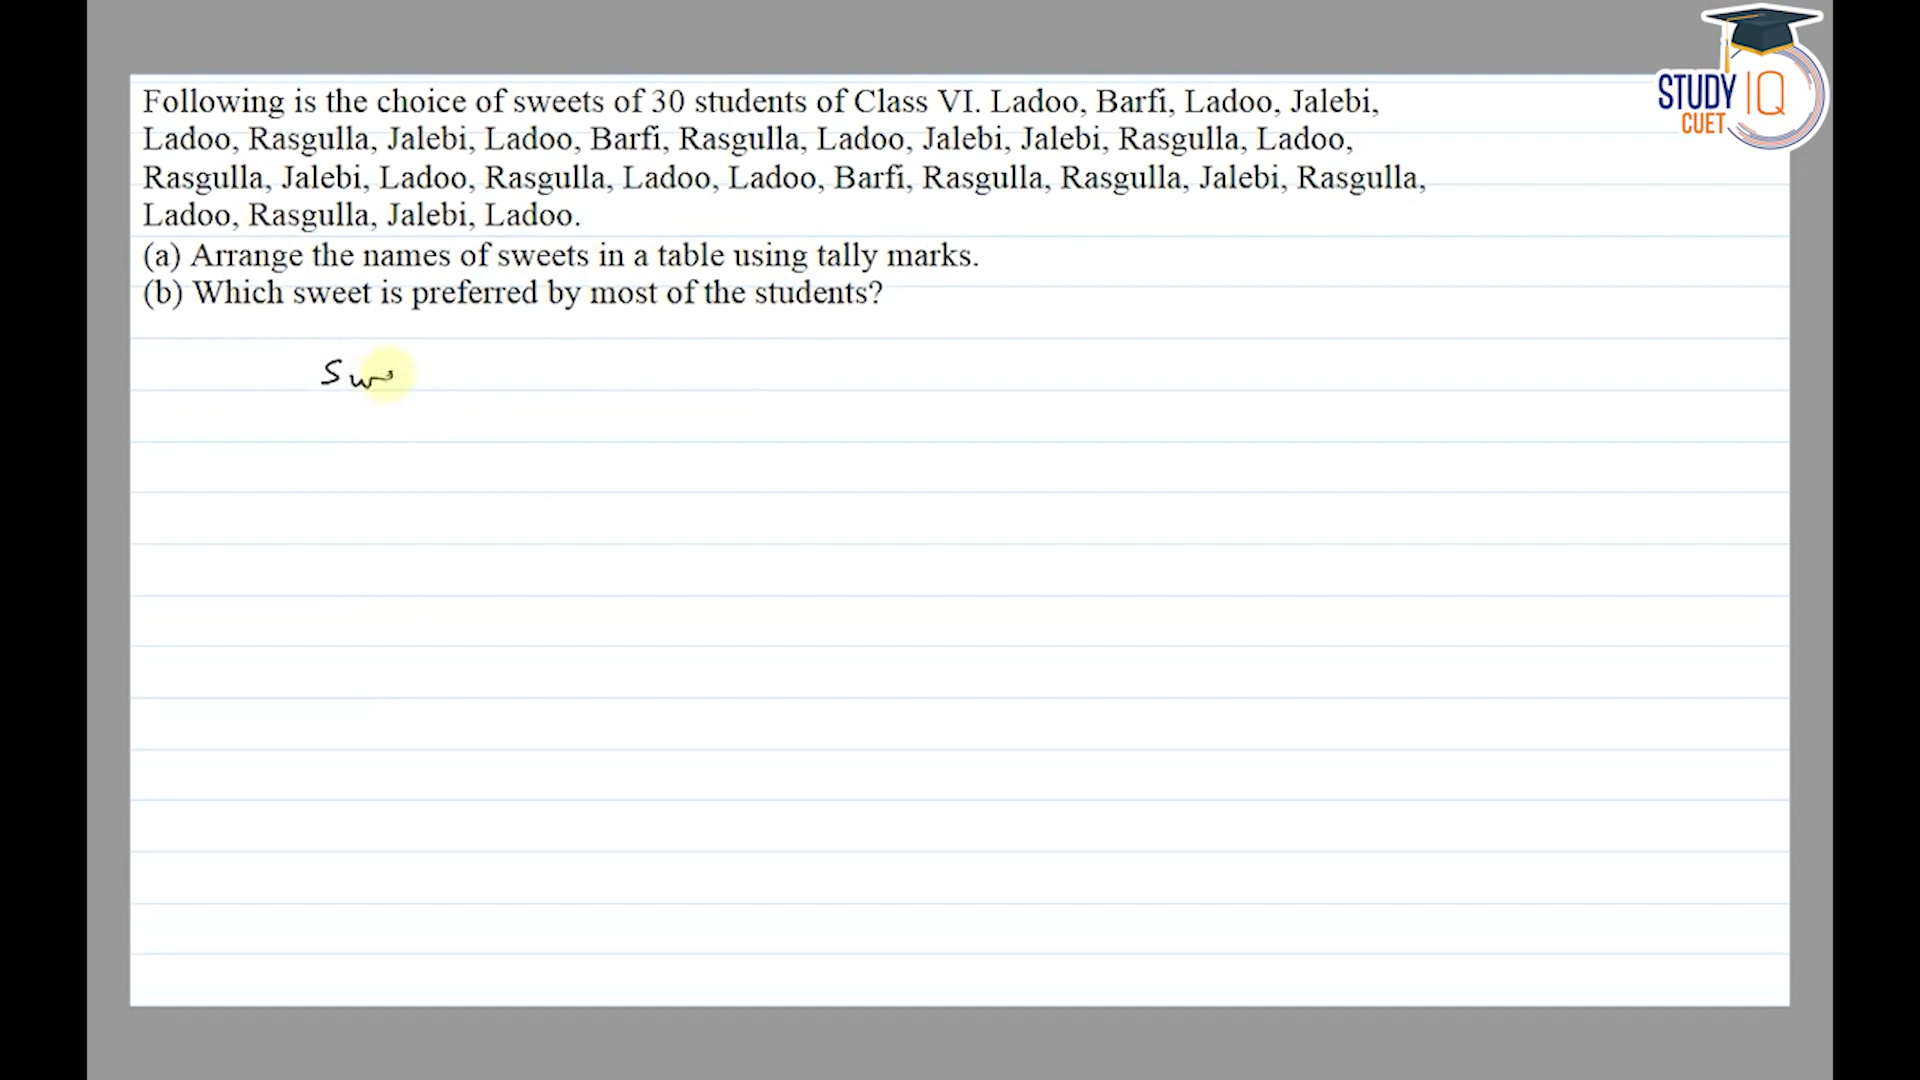 STUDY IQ
CUET
Following is the choice of sweets of 30 students of Class VI. Ladoo, Barfi, Ladoo, Jalebi,
Ladoo, Rasgulla, Jalebi, Ladoo, Barfi, Rasgulla, Ladoo, Jalebi, Jalebi, Rasgulla, Ladoo,
Rasgulla, Jalebi, Ladoo, Rasgulla, Ladoo, Ladoo, Barfi, Rasgulla, Rasgulla, Jalebi, Rasgulla,
Ladoo, Rasgulla, Jalebi, Ladoo.
(a) Arrange the names of sweets in a table using tally marks.
(b) Which sweet is preferred by most of the students?